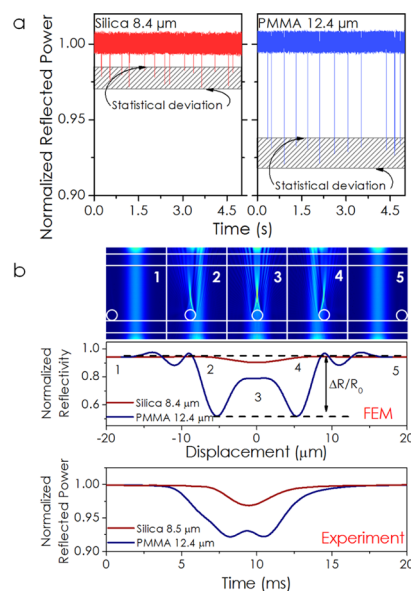 a
Silica 8.4 µm
PMMA 12.4 µm
Normalized Reflected Power
1.00
0.95
0.90
Statistical deviation
Statistical deviation
0.0 1.5 3.0 4.5
0.0 1.5 3.0 4.5
Time (s)
b
1 2 3 4 5
Normalized
Reflectivity
1.0
0.8
0.6
1 2 4 5
3
ΔR/R₀
Silica 8.4 µm
PMMA 12.4 µm
FEM
-20 -10 0 10 20
Displacement (µm)
Normalized
Reflected Power
1.00
0.95
0.90
Silica 8.5 µm
PMMA 12.4 µm
Experiment
0 5 10 15 20
Time (ms)